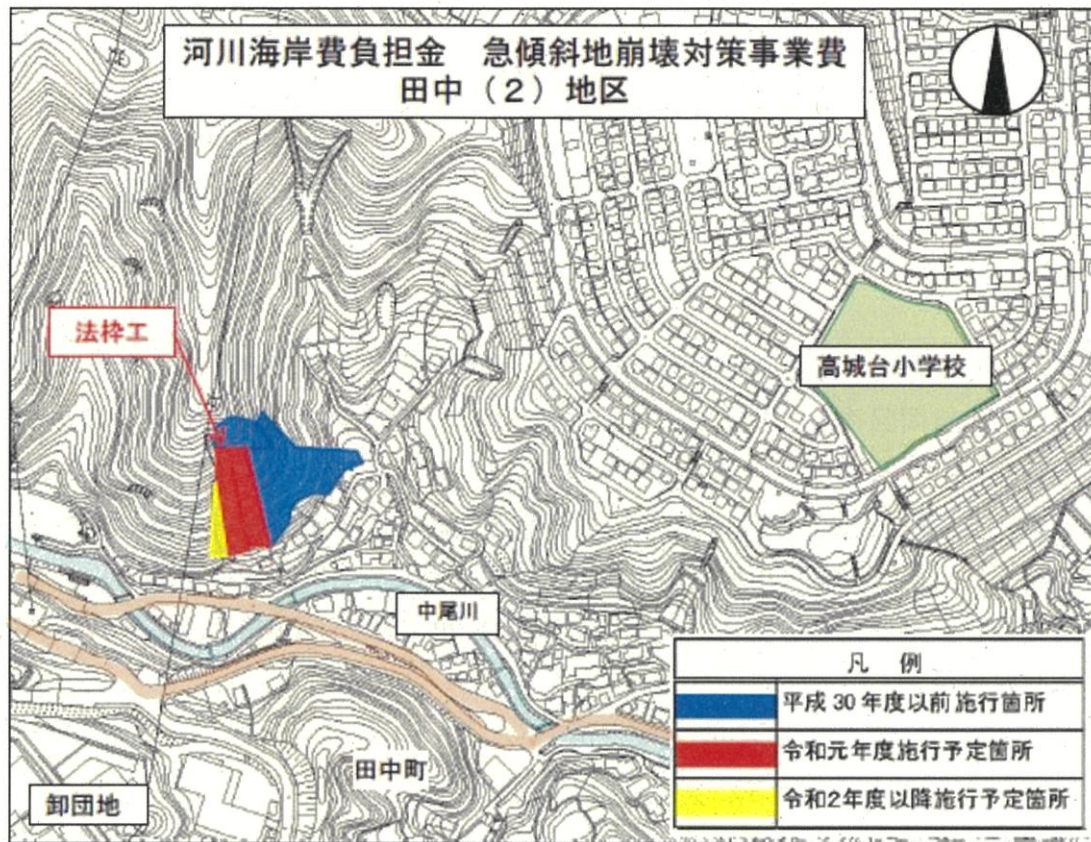 河川海岸費負担金　急傾斜地崩壊対策事業費
田中（2）地区
法枠工
高城台小学校
中尾川
田中町
卸団地
凡　例
平成30年度以前施行箇所
令和元年度施行予定箇所
令和2年度以降施行予定箇所